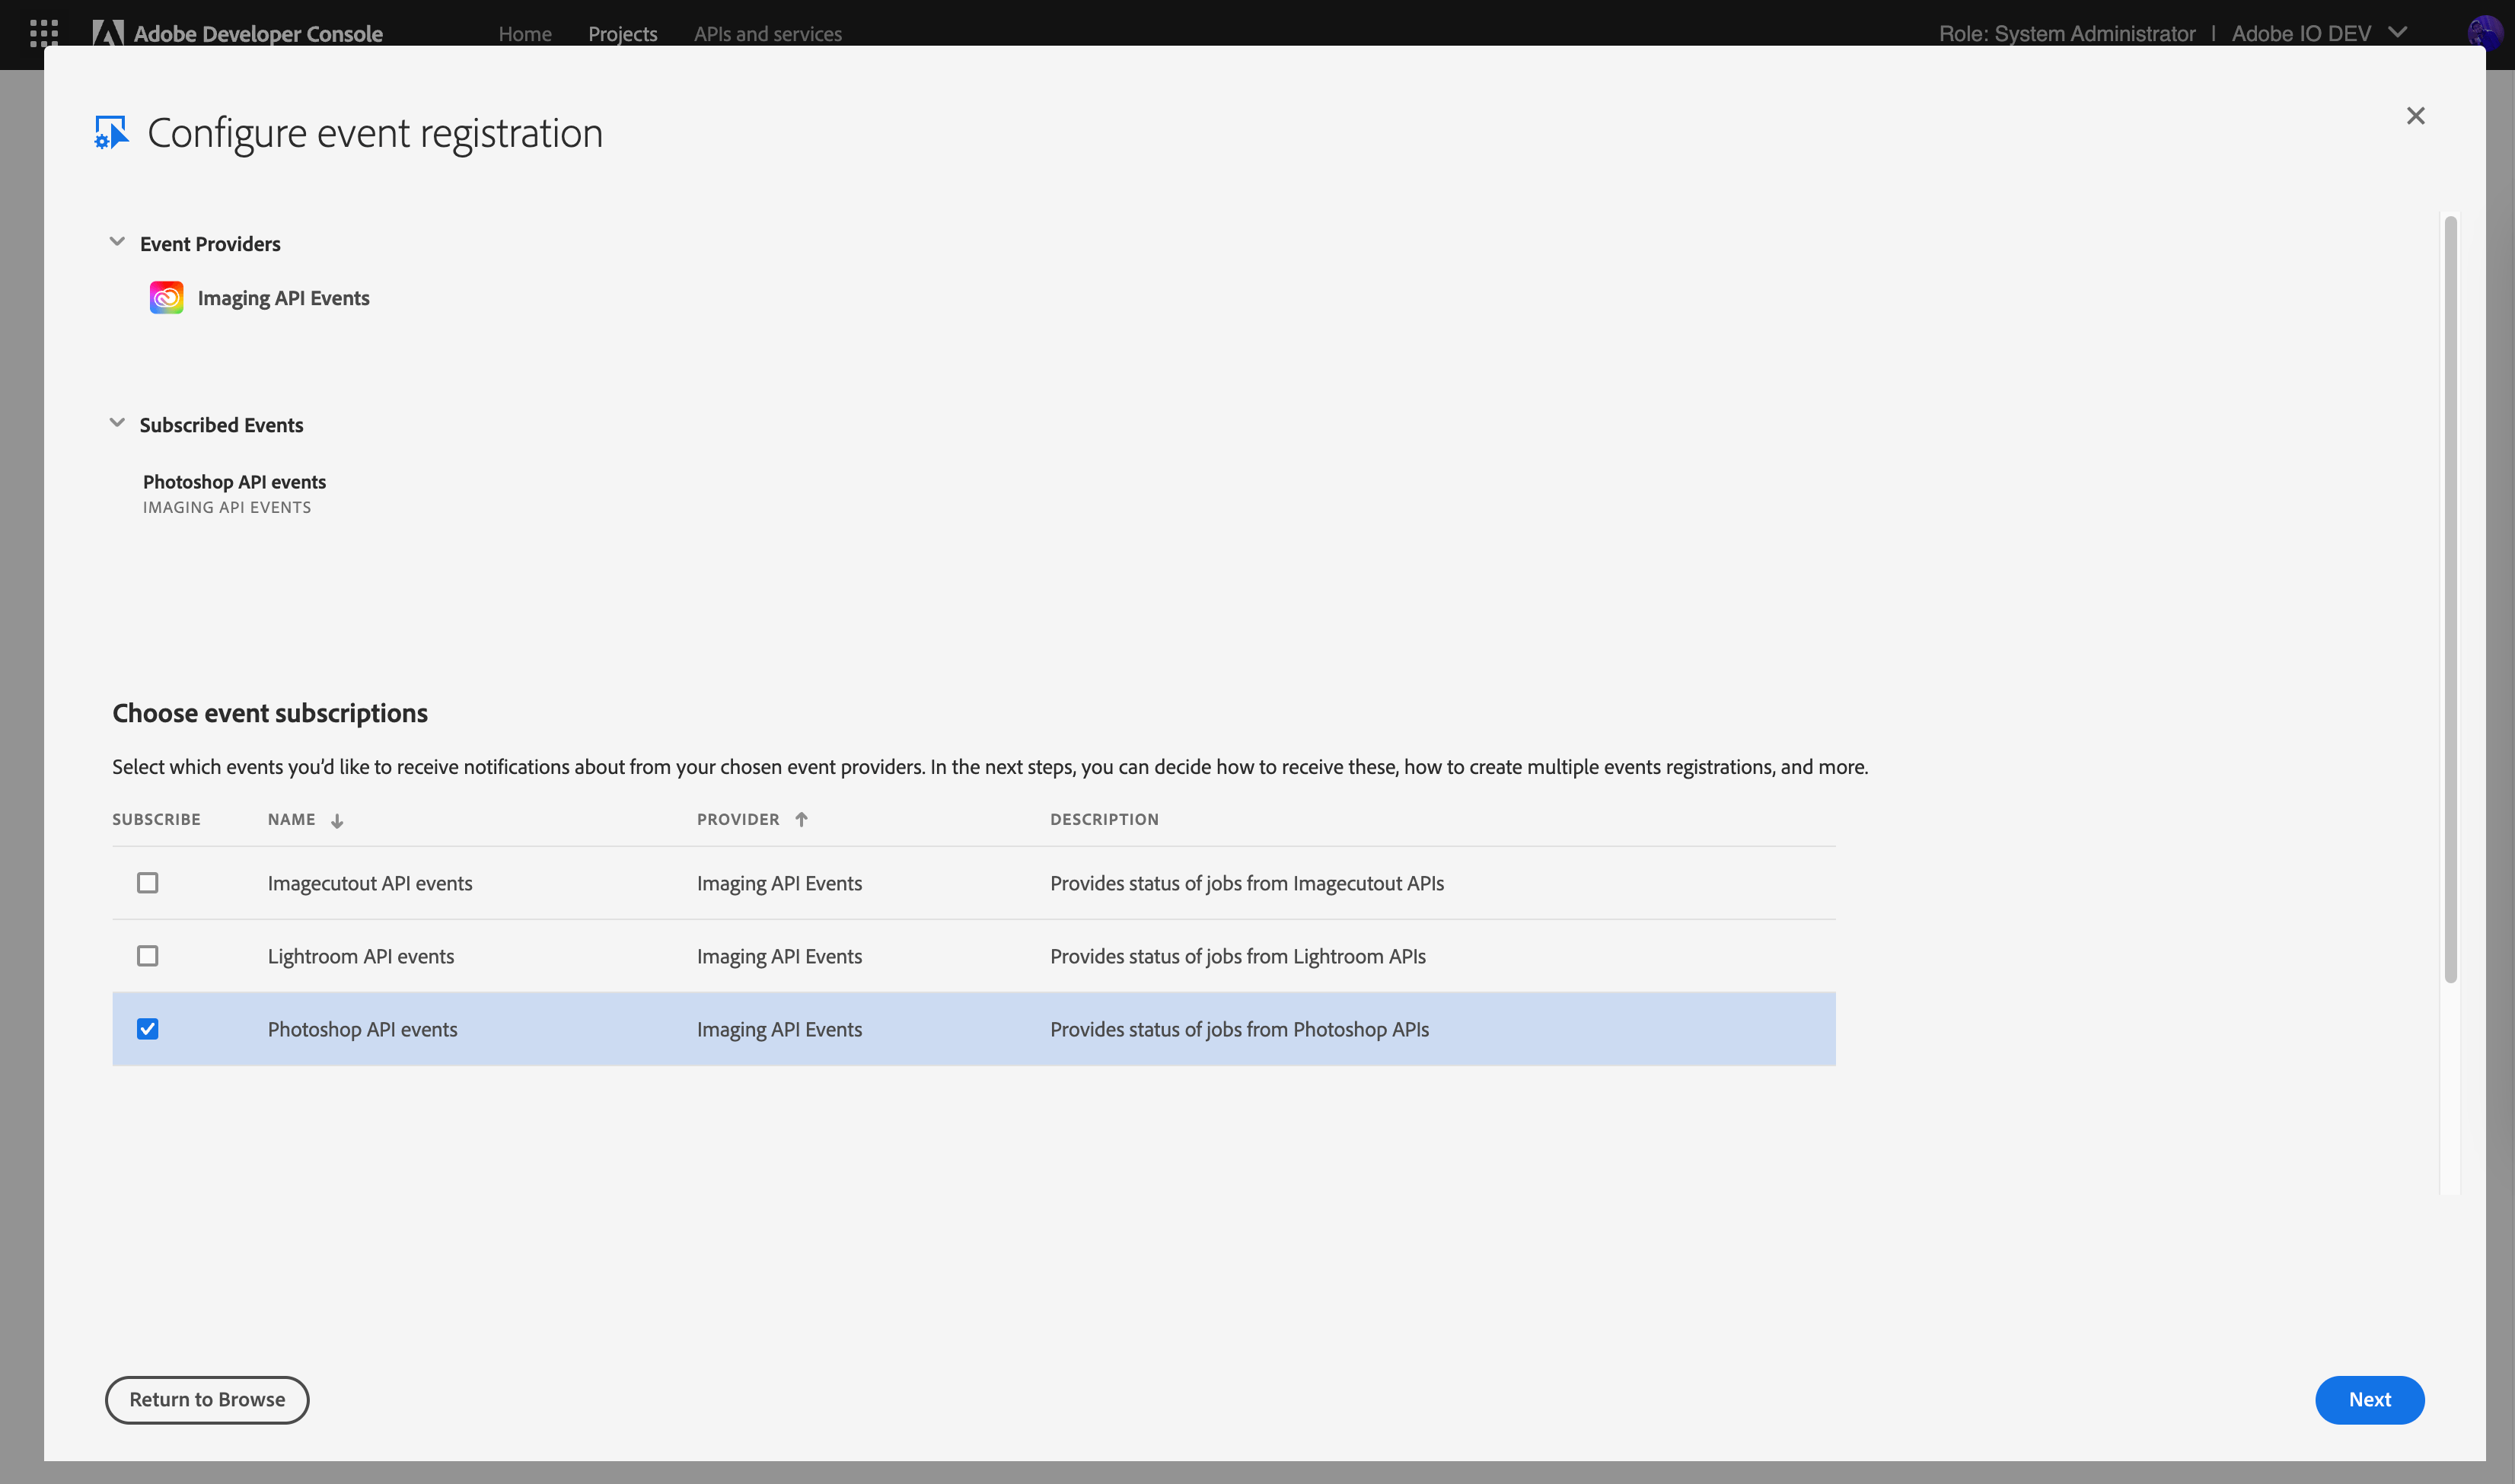 Adobe Developer Console
Home
Projects
APIs and services
Role: System Administrator | Adobe IO DEV
Configure event registration
Event Providers
Imaging API Events
Subscribed Events
Photoshop API events
IMAGING API EVENTS
Choose event subscriptions
Select which events you’d like to receive notifications about from your chosen event providers. In the next steps, you can decide how to receive these, how to create multiple events registrations, and more.
SUBSCRIBE NAME PROVIDER DESCRIPTION
Imagecutout API events Imaging API Events Provides status of jobs from Imagecutout APIs
Lightroom API events Imaging API Events Provides status of jobs from Lightroom APIs
Photoshop API events Imaging API Events Provides status of jobs from Photoshop APIs
Return to Browse
Next